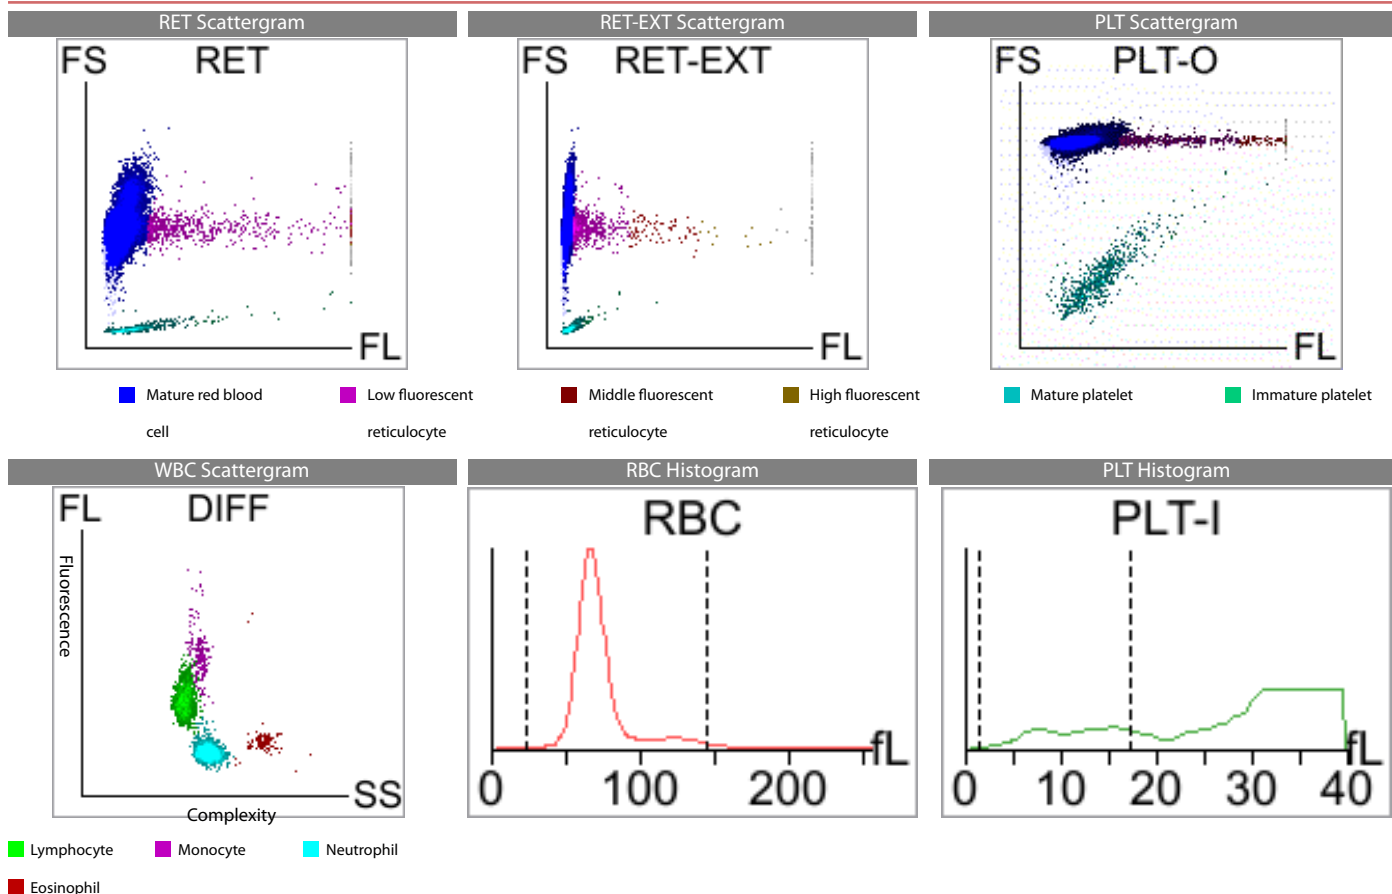 RET Scattergram
RET-EXT Scattergram
PLT Scattergram
FS RET
FL
FS RET-EXT
FL
FS PLT-O
FL
Mature red blood cell
Low fluorescent reticulocyte
Middle fluorescent reticulocyte
High fluorescent reticulocyte
Mature platelet
Immature platelet
WBC Scattergram
RBC Histogram
PLT Histogram
FL DIFF
Fluorescence
SS
Complexity
RBC
fL
0 100 200
PLT-I
fL
0 10 20 30 40
Lymphocyte
Monocyte
Neutrophil
Eosinophil